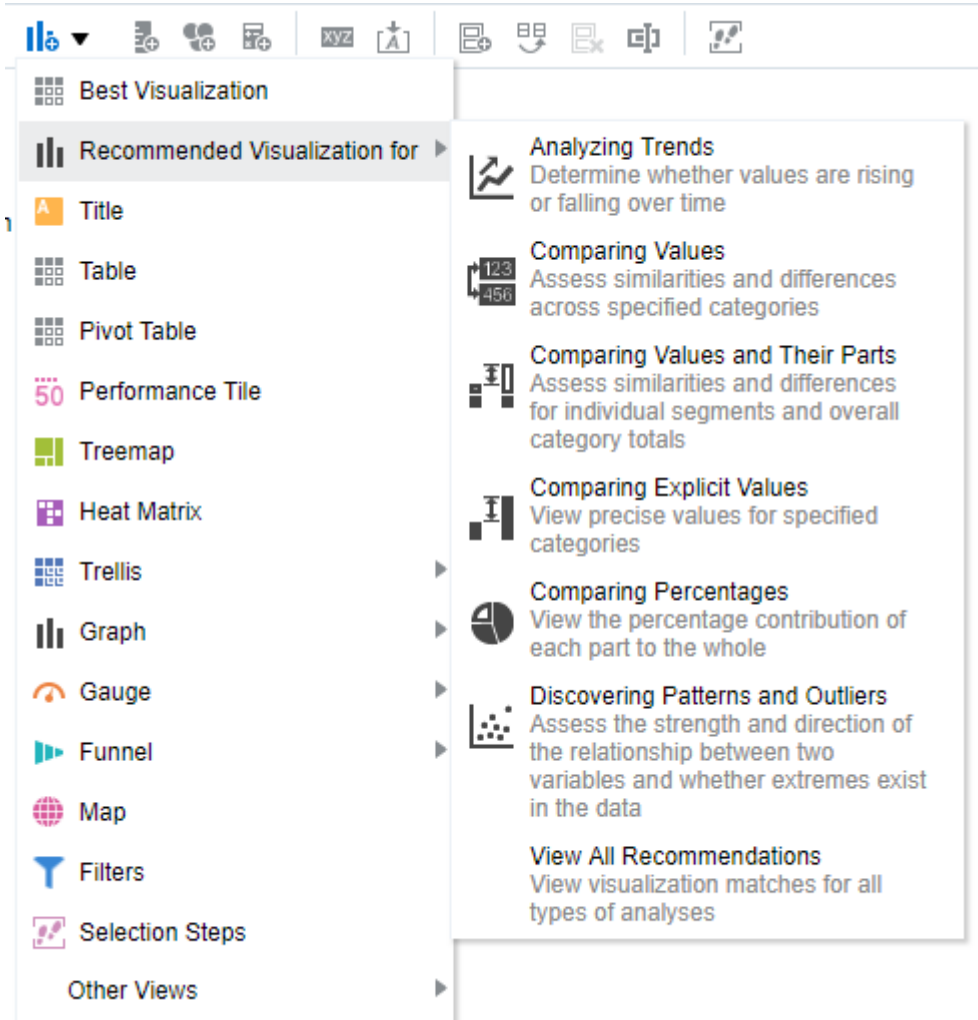 xyz
A
Best Visualization
Recommended Visualization for
A
Title
Table
Pivot Table
50
Performance Tile
Treemap
Heat Matrix
Trellis
Graph
Gauge
Funnel
Map
Filters
Selection Steps
Other Views
Analyzing Trends
Determine whether values are rising
or falling over time
123
456
Comparing Values
Assess similarities and differences
across specified categories
Comparing Values and Their Parts
Assess similarities and differences
for individual segments and overall
category totals
Comparing Explicit Values
View precise values for specified
categories
Comparing Percentages
View the percentage contribution of
each part to the whole
Discovering Patterns and Outliers
Assess the strength and direction of
the relationship between two
variables and whether extremes exist
in the data
View All Recommendations
View visualization matches for all
types of analyses